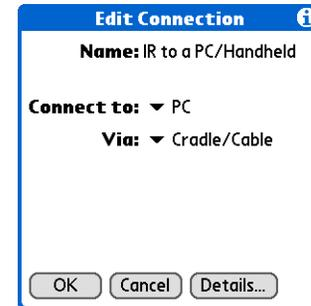 Edit Connection i
Name: IR to a PC/Handheld
Connect to: PC
Via: Cradle/Cable
OK Cancel Details...